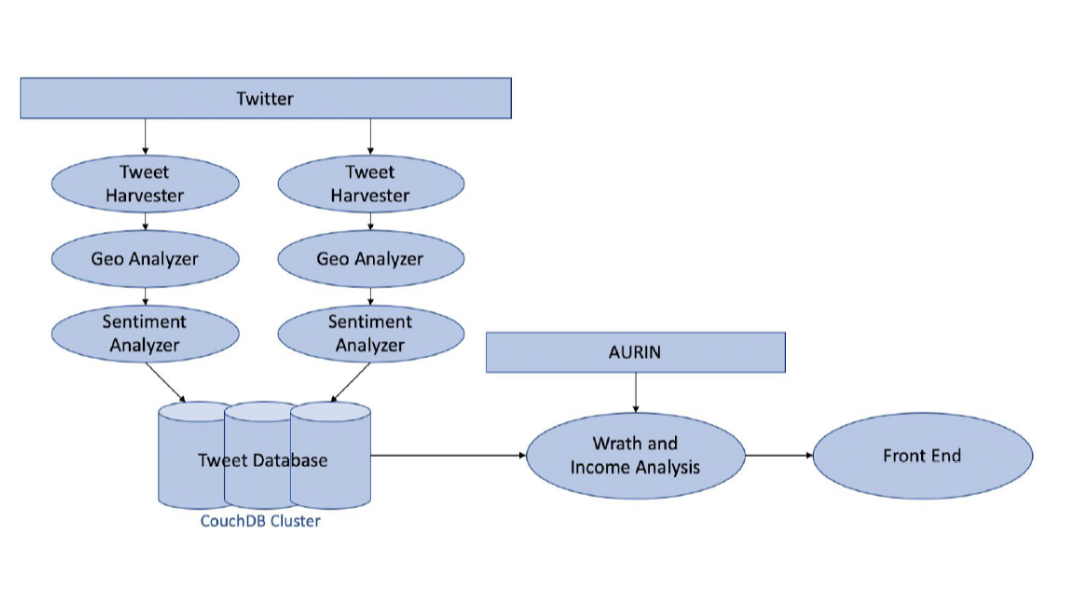 Twitter
Tweet
Harvester
Tweet
Harvester
Geo Analyzer
Geo Analyzer
Sentiment
Analyzer
Sentiment
Analyzer
AURIN
Tweet Database
CouchDB Cluster
Wrath and
Income Analysis
Front End